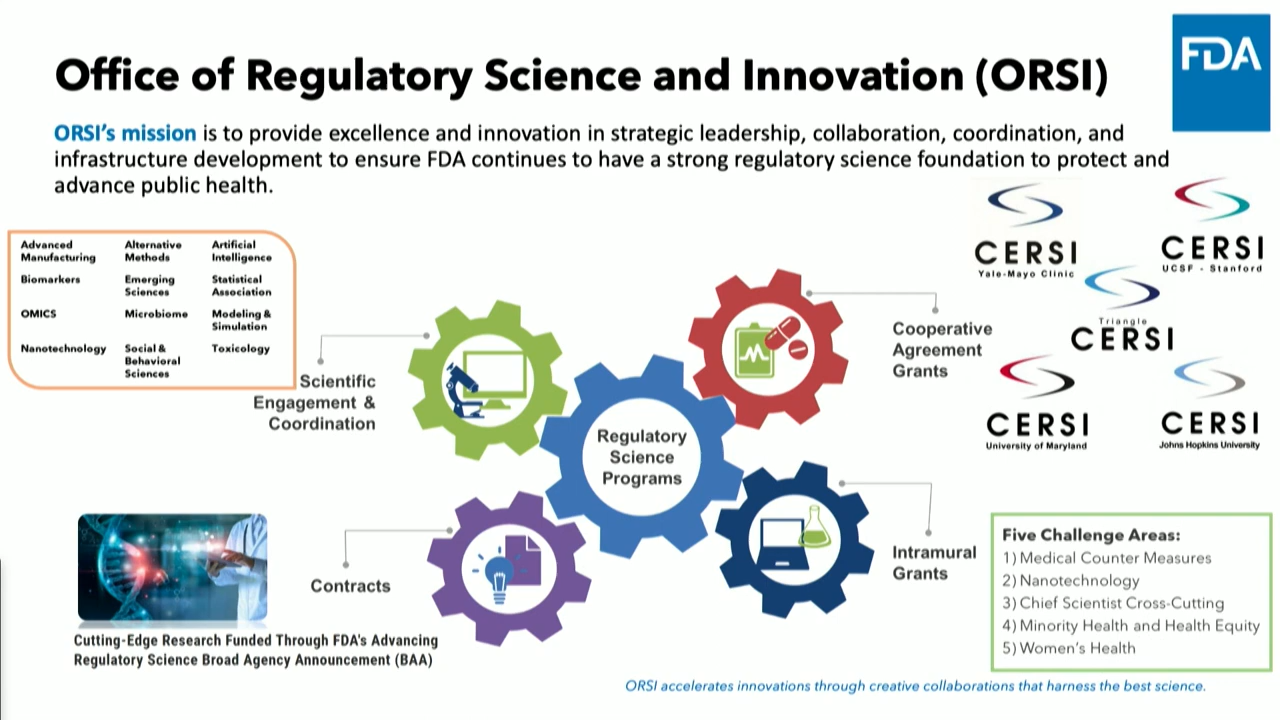 Office of Regulatory Science and Innovation (ORSI)
FDA
ORSI's mission is to provide excellence and innovation in strategic leadership, collaboration, coordination, and
infrastructure development to ensure FDA continues to have a strong regulatory science foundation to protect and
advance public health.
Advanced Manufacturing
Alternative Methods
Artificial Intelligence
Biomarkers
Emerging Sciences
Statistical Association
OMICS
Microbiome
Modeling & Simulation
Nanotechnology
Social & Behavioral Sciences
Toxicology
Scientific
Engagement &
Coordination
Regulatory
Science
Programs
Cooperative
Agreement
Grants
CERSI
Yale-Mayo Clinic
CERSI
UCSF - Stanford
Triangle
CERSI
CERSI
University of Maryland
CERSI
Johns Hopkins University
Contracts
Cutting-Edge Research Funded Through FDA's Advancing
Regulatory Science Broad Agency Announcement (BAA)
Intramural
Grants
Five Challenge Areas:
1) Medical Counter Measures
2) Nanotechnology
3) Chief Scientist Cross-Cutting
4) Minority Health and Health Equity
5) Women's Health
ORSI accelerates innovations through creative collaborations that harness the best science.